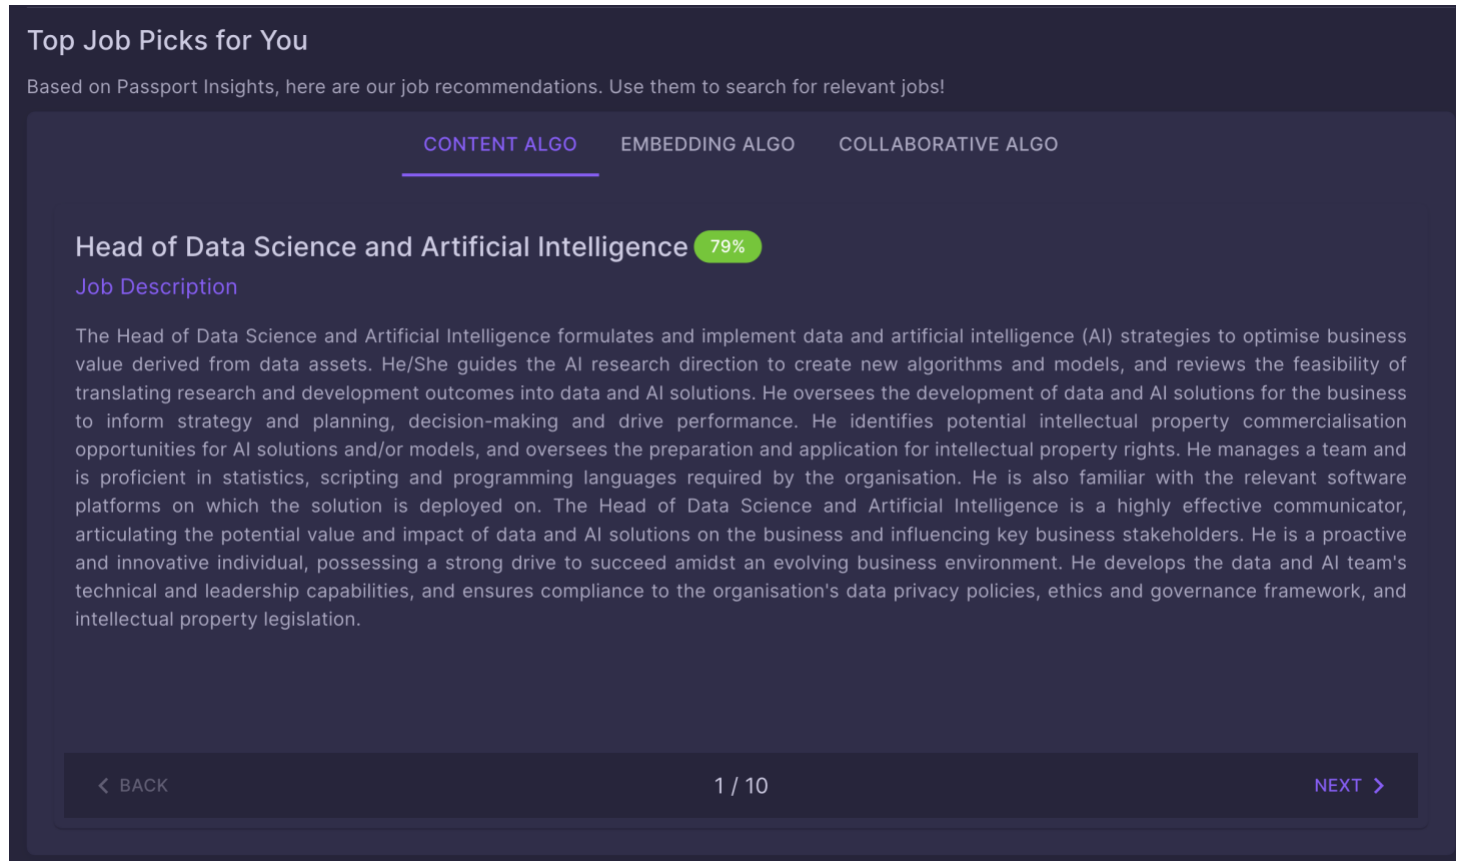 Top Job Picks for You
Based on Passport Insights, here are our job recommendations. Use them to search for relevant jobs!
CONTENT ALGO EMBEDDING ALGO COLLABORATIVE ALGO
Head of Data Science and Artificial Intelligence 79%
Job Description
The Head of Data Science and Artificial Intelligence formulates and implement data and artificial intelligence (AI) strategies to optimise business
value derived from data assets. He/She guides the AI research direction to create new algorithms and models, and reviews the feasibility of
translating research and development outcomes into data and AI solutions. He oversees the development of data and AI solutions for the business
to inform strategy and planning, decision-making and drive performance. He identifies potential intellectual property commercialisation
opportunities for AI solutions and/or models, and oversees the preparation and application for intellectual property rights. He manages a team and
is proficient in statistics, scripting and programming languages required by the organisation. He is also familiar with the relevant software
platforms on which the solution is deployed on. The Head of Data Science and Artificial Intelligence is a highly effective communicator,
articulating the potential value and impact of data and AI solutions on the business and influencing key business stakeholders. He is a proactive
and innovative individual, possessing a strong drive to succeed amidst an evolving business environment. He develops the data and AI team's
technical and leadership capabilities, and ensures compliance to the organisation's data privacy policies, ethics and governance framework, and
intellectual property legislation.
BACK 1 / 10 NEXT